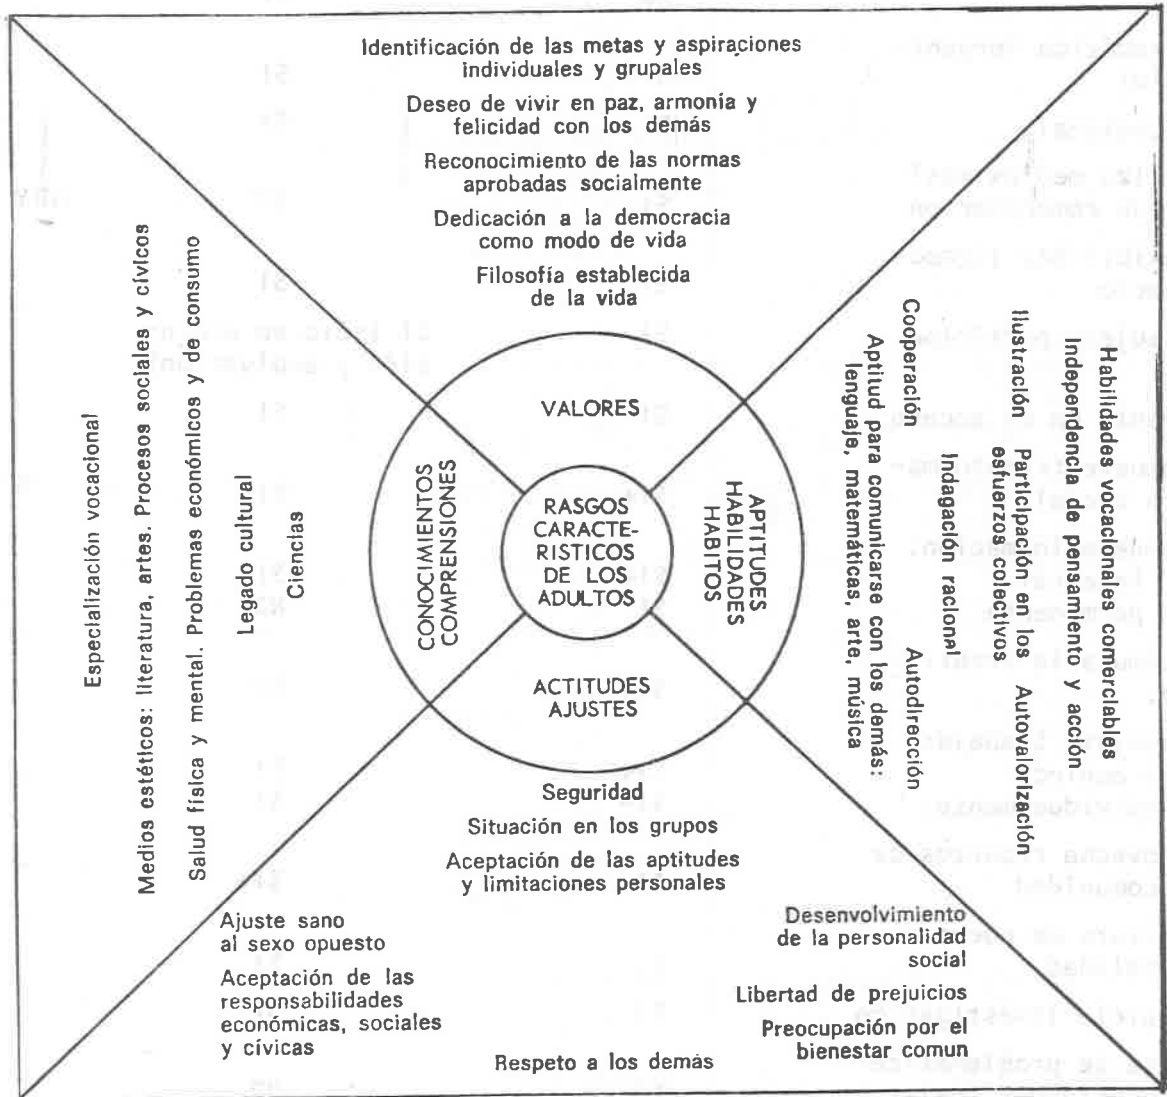 Identificación de las metas y aspiraciones
individuales y grupales
Deseo de vivir en paz, armonía y
felicidad con los demás
Reconocimiento de las normas
aprobadas socialmente
Dedicación a la democracia
como modo de vida
Filosofía establecida
de la vida
VALORES
Especialización vocacional
Medios estéticos: literatura, artes. Procesos sociales y cívicos
Salud física y mental. Problemas económicos y de consumo
Legado cultural
Ciencias
CONOCIMIENTOS
COMPRENSIONES
RASGOS
CARACTE-
RISTICOS
DE LOS
ADULTOS
APTITUDES
HABILIDADES
HABITOS
Habilidades vocacionales comerciables
Independencia de pensamiento y acción
Ilustración
Participación en los
esfuerzos colectivos
Autovalorización
Indagación racional
Cooperación
Autodirección
Aptitud para comunicarse con los demás:
lenguaje, matemáticas, arte, música
ACTITUDES
AJUSTES
Seguridad
Situación en los grupos
Aceptación de las aptitudes
y limitaciones personales
Ajuste sano
al sexo opuesto
Aceptación de las
responsabilidades
económicas, sociales
y cívicas
Desenvolvimiento
de la personalidad
social
Libertad de prejuicios
Preocupación por el
bienestar comun
Respeto a los demás